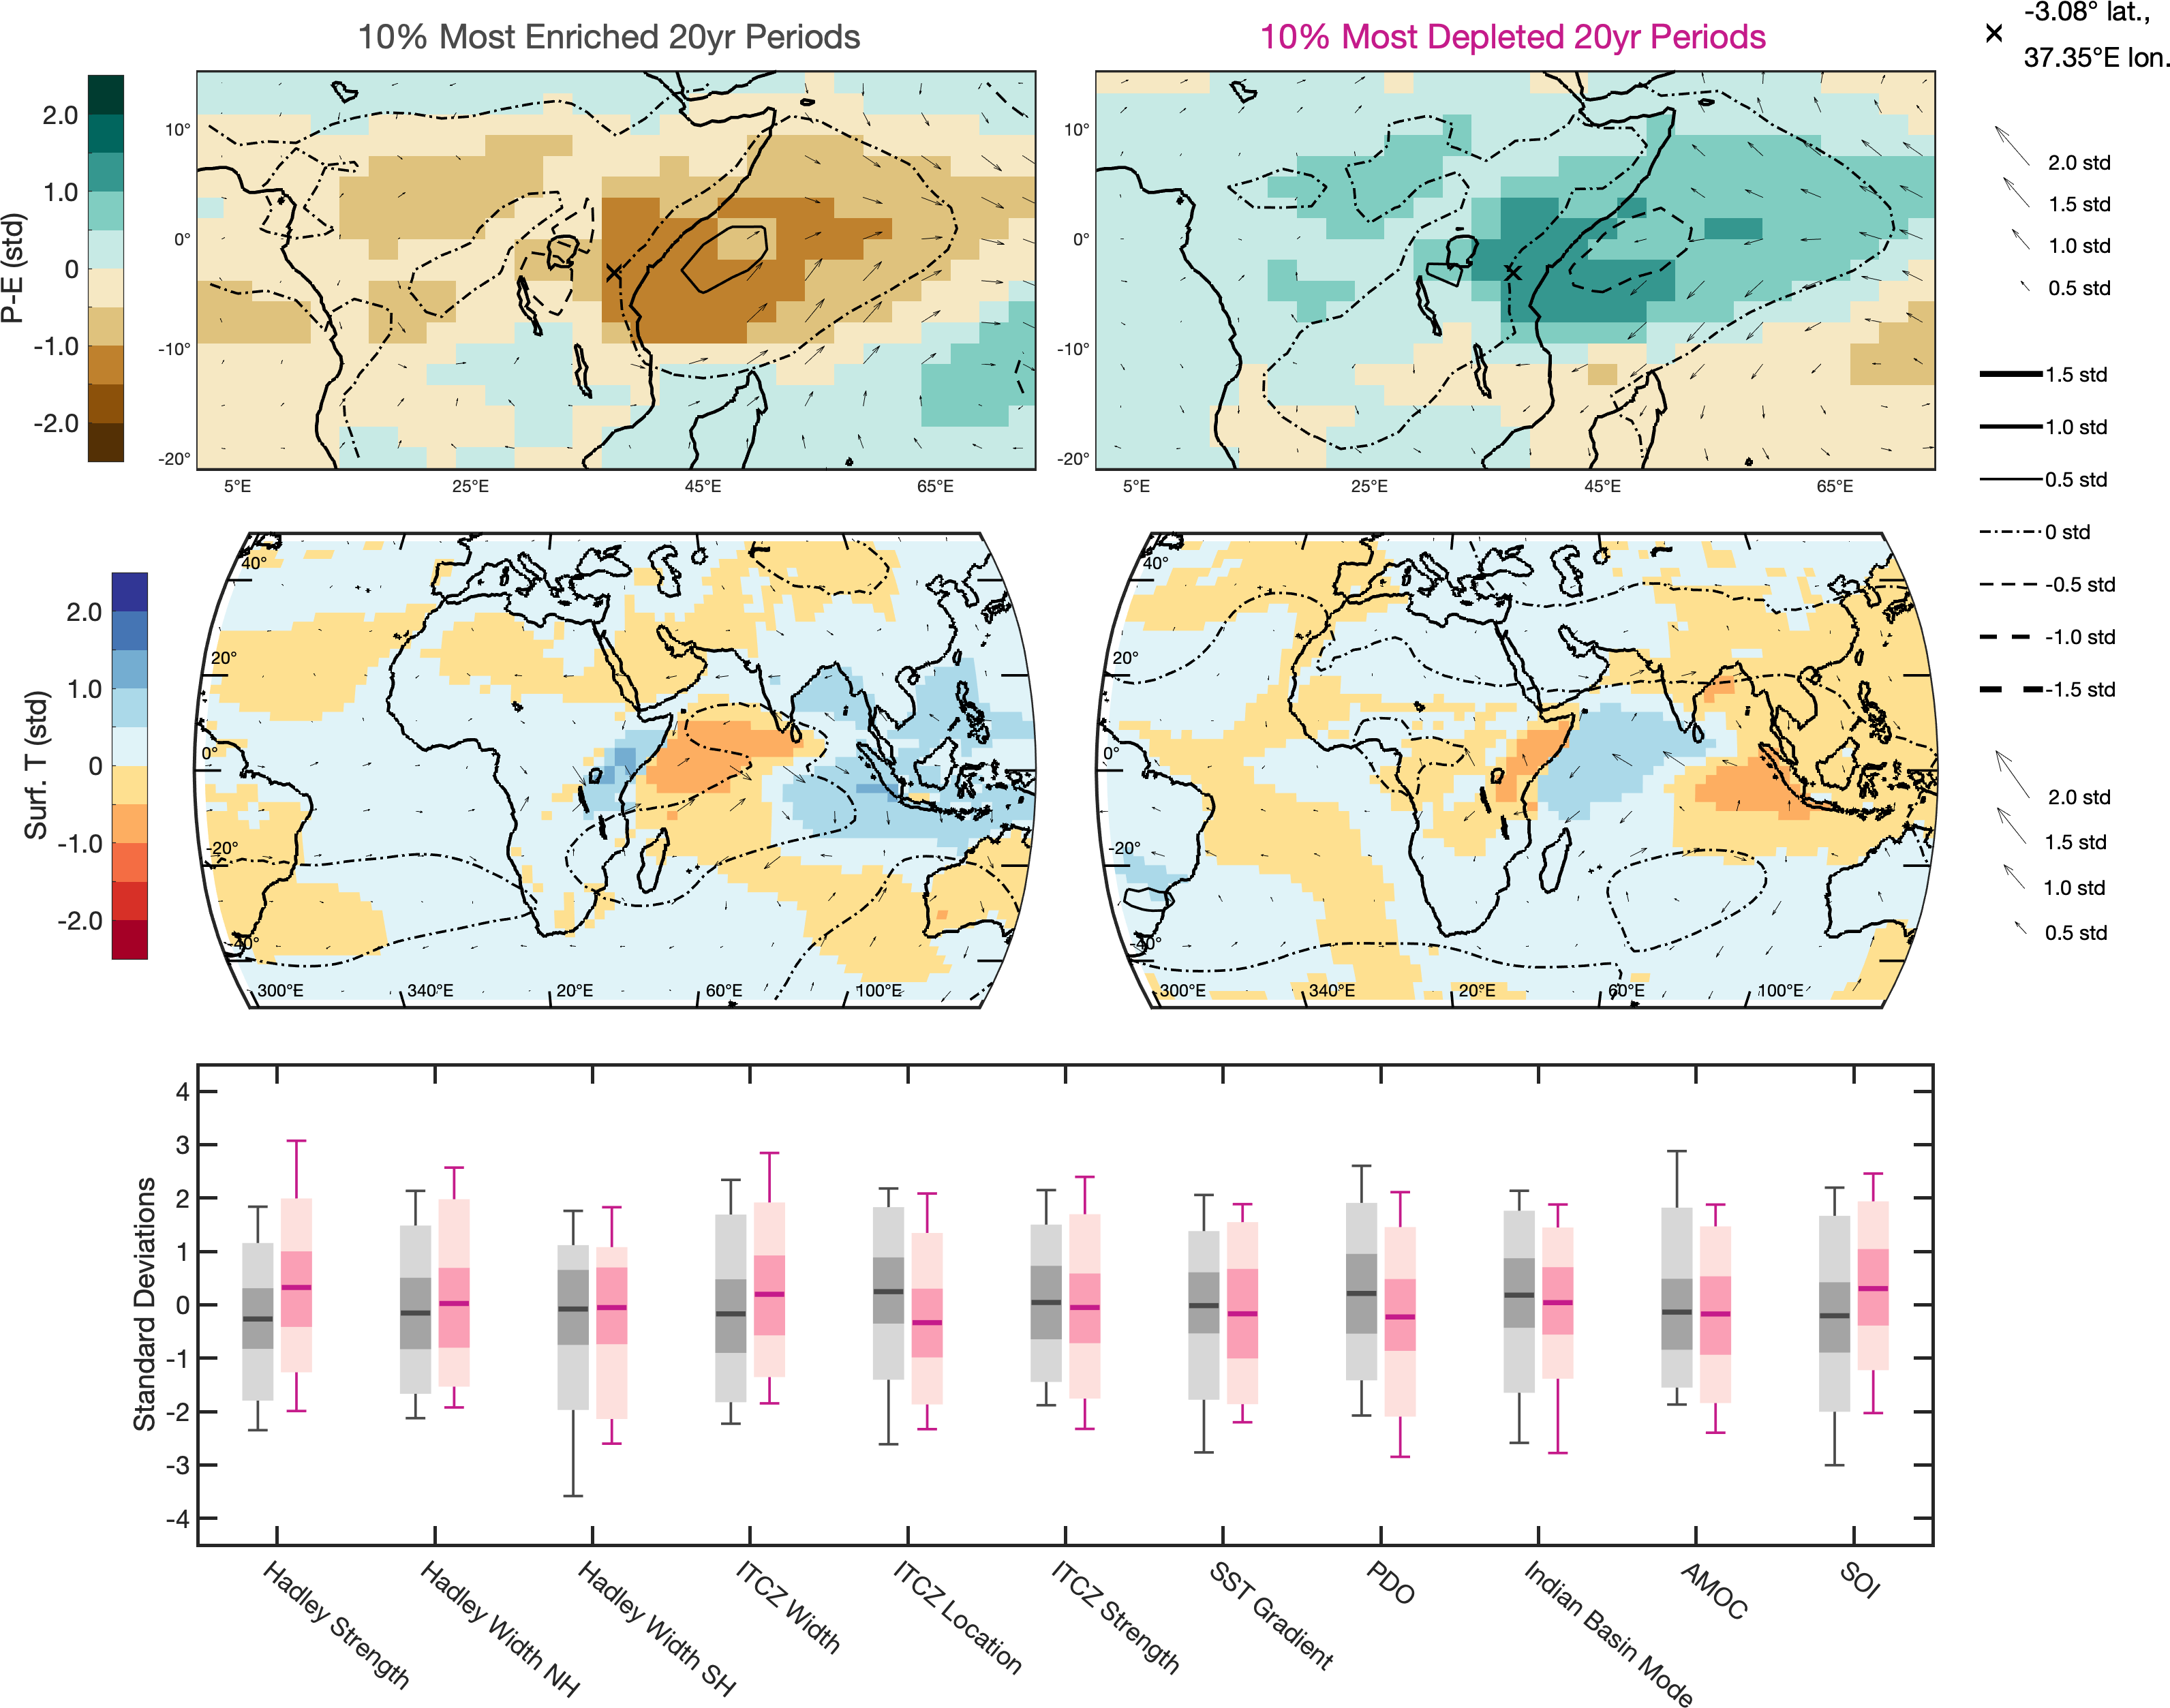 10% Most Enriched 20yr Periods
10% Most Depleted 20yr Periods
-3.08° lat.,
37.35°E lon.
P-E (std)
2.0
1.0
0
-1.0
-2.0
10°
0°
-10°
-20°
5°E
25°E
45°E
65°E
10°
0°
-10°
-20°
5°E
25°E
45°E
65°E
2.0 std
1.5 std
1.0 std
0.5 std
1.5 std
1.0 std
0.5 std
0 std
-0.5 std
-1.0 std
-1.5 std
Surf. T (std)
2.0
1.0
0
-1.0
-2.0
40°
20°
0°
-20°
-40°
300°E
340°E
20°E
60°E
100°E
40°
20°
0°
-20°
-40°
300°E
340°E
20°E
60°E
100°E
2.0 std
1.5 std
1.0 std
0.5 std
Standard Deviations
4
3
2
1
0
-1
-2
-3
-4
Hadley Strength
Hadley Width NH
Hadley Width SH
ITCZ Width
ITCZ Location
ITCZ Strength
SST Gradient
PDO
Indian Basin Mode
AMOC
SOI